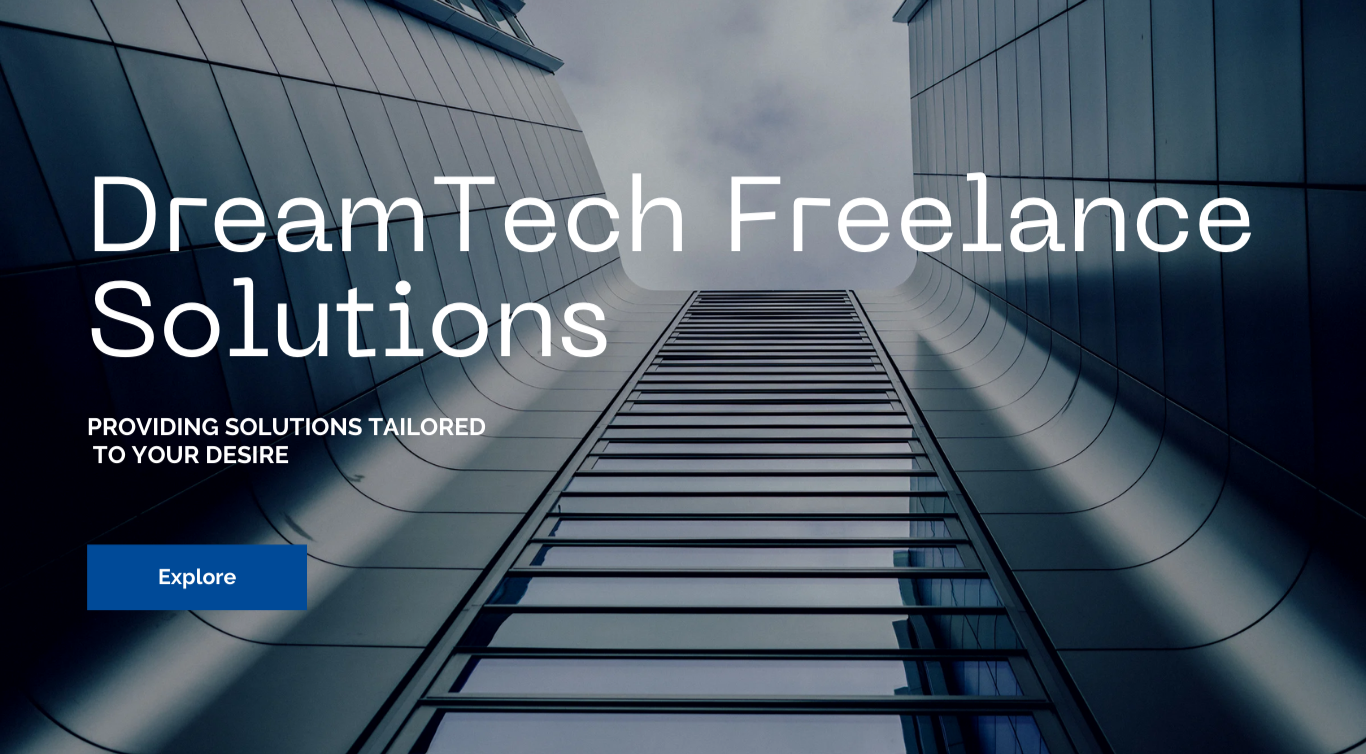 DreamTech Freelance
Solutions
PROVIDING SOLUTIONS TAILORED
TO YOUR DESIRE
Explore